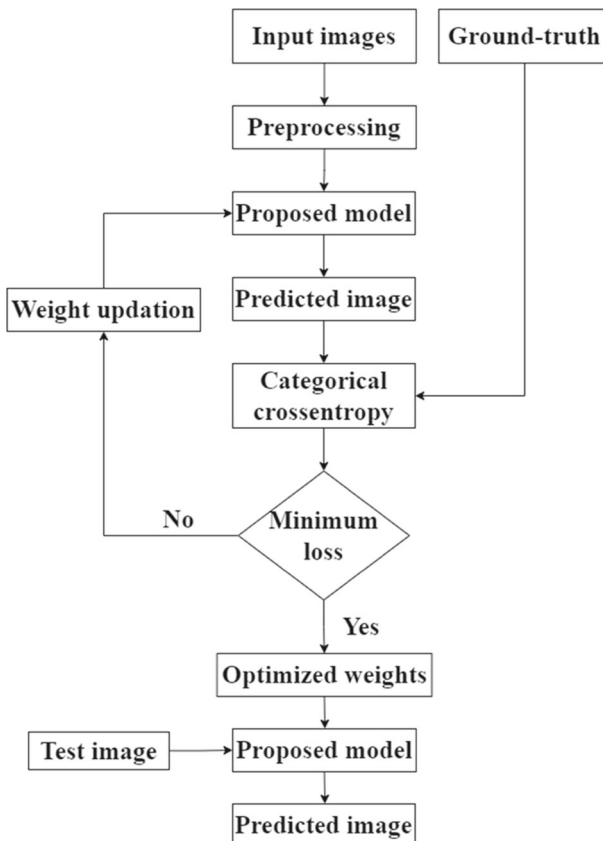 Input images
Ground-truth
Preprocessing
Proposed model
Weight updation
Predicted image
Categorical
crossentropy
No
Minimum
loss
Yes
Optimized weights
Test image
Proposed model
Predicted image